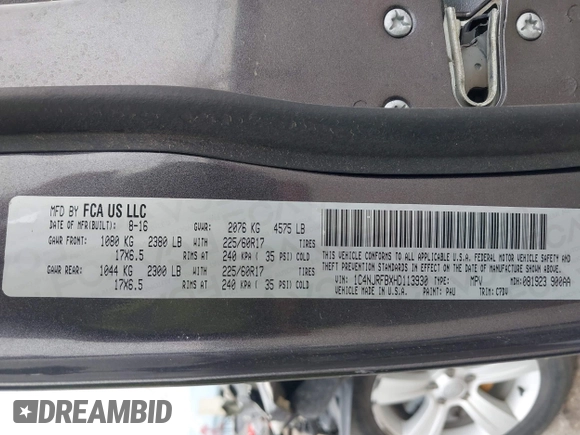 MFD BY FCA US LLC
DATE OF MFR(BUILT): 8-16 GVWR: 2076 KG 4575 LB
GAWR FRONT: 1080 KG 2380 LB WITH 225/60R17 TIRES
17X6.5 RIMS AT 240 KPA ( 35 PSI) COLD
GAWR REAR: 1044 KG 2300 LB WITH 225/60R17 TIRES
17X6.5 RIMS AT 240 KPA ( 35 PSI) COLD
THIS VEHICLE CONFORMS TO ALL APPLICABLE U.S.A. FEDERAL MOTOR VEHICLE SAFETY AND
THEFT PREVENTION STANDARDS IN EFFECT ON THE DATE OF MANUFACTURE SHOWN ABOVE.
VIN: 1C4NJRFBXHD113930 TYPE: MPV MDH:081923 900AA
VEHICLE MADE IN U.S.A. PAINT: PAU TRIM: C7DV
DREAMBID